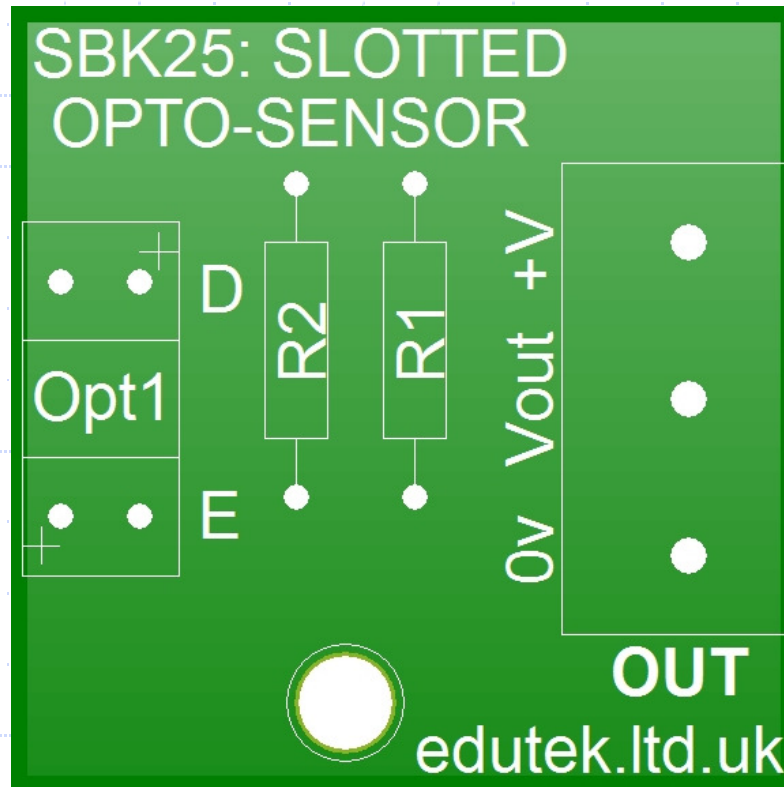 SBK25: SLOTTED
OPTO-SENSOR
D
Opt1
E
R2
R1
+V
Vout
0v
OUT
edutek.ltd.uk